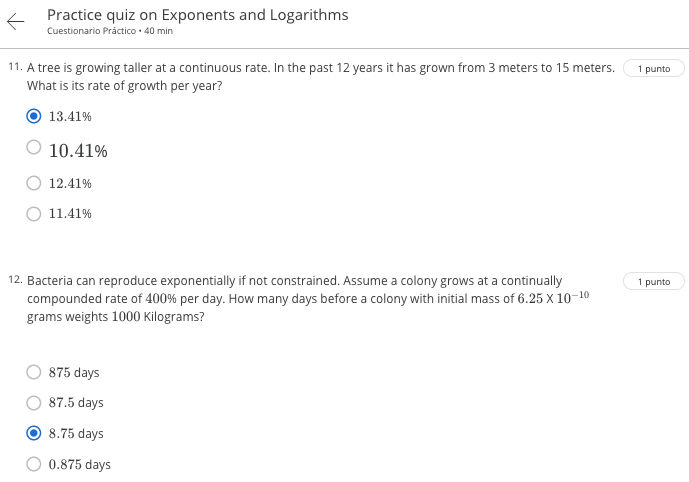 Practice quiz on Exponents and Logarithms
Cuestionario Práctico • 40 min
11. A tree is growing taller at a continuous rate. In the past 12 years it has grown from 3 meters to 15 meters.
1 punto
What is its rate of growth per year?
13.41%
10.41%
12.41%
11.41%
12. Bacteria can reproduce exponentially if not constrained. Assume a colony grows at a continually
1 punto
compounded rate of 400% per day. How many days before a colony with initial mass of 6.25 X 10⁻¹⁰
grams weights 1000 Kilograms?
875 days
87.5 days
8.75 days
0.875 days